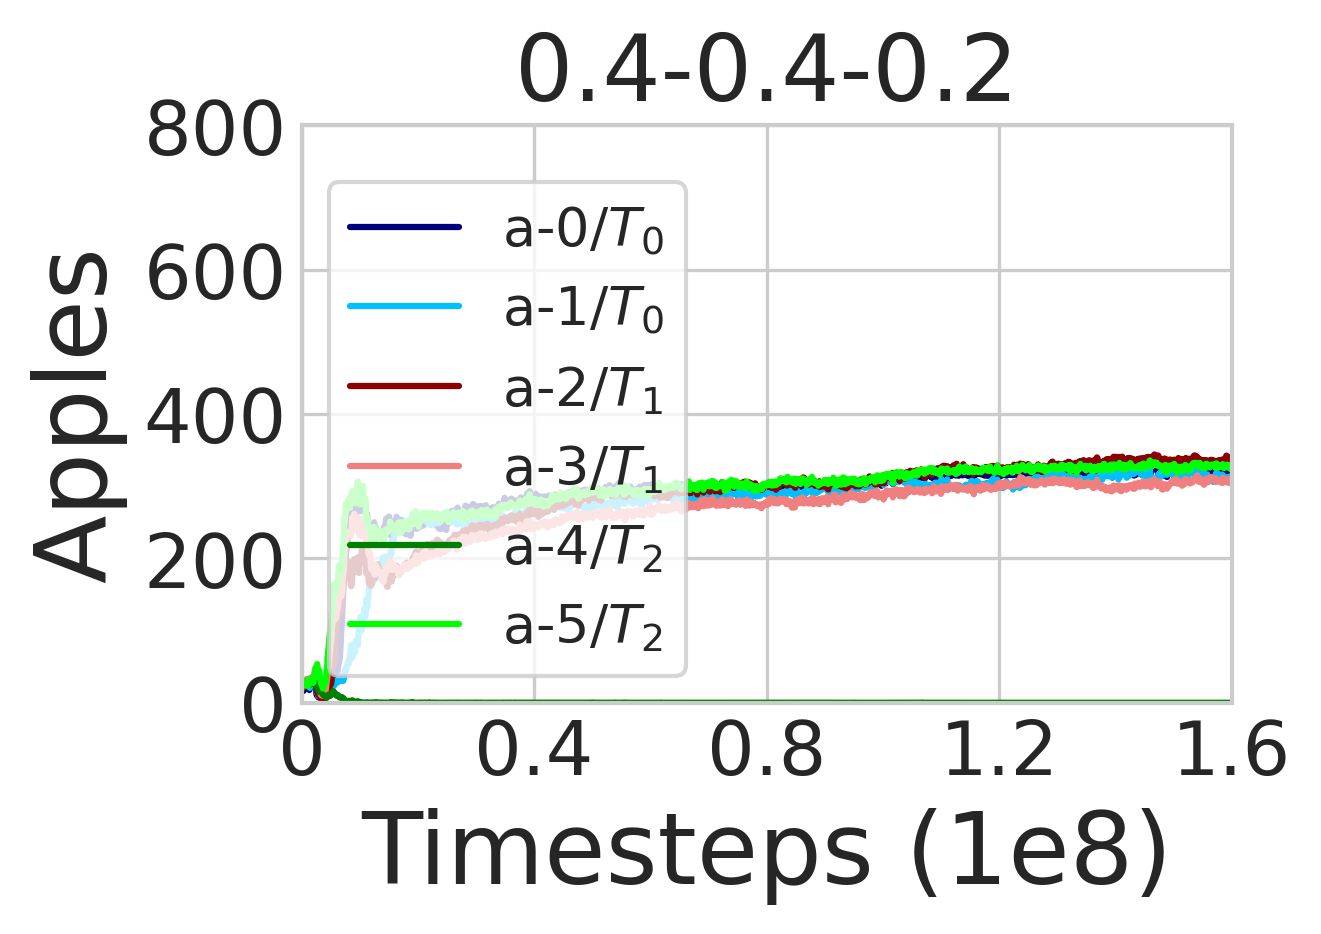 0.4-0.4-0.2
800
600
400
200
0
Apples
a-0/T₀
a-1/T₀
a-2/T₁
a-3/T₁
a-4/T₂
a-5/T₂
0 0.4 0.8 1.2 1.6
Timesteps (1e8)